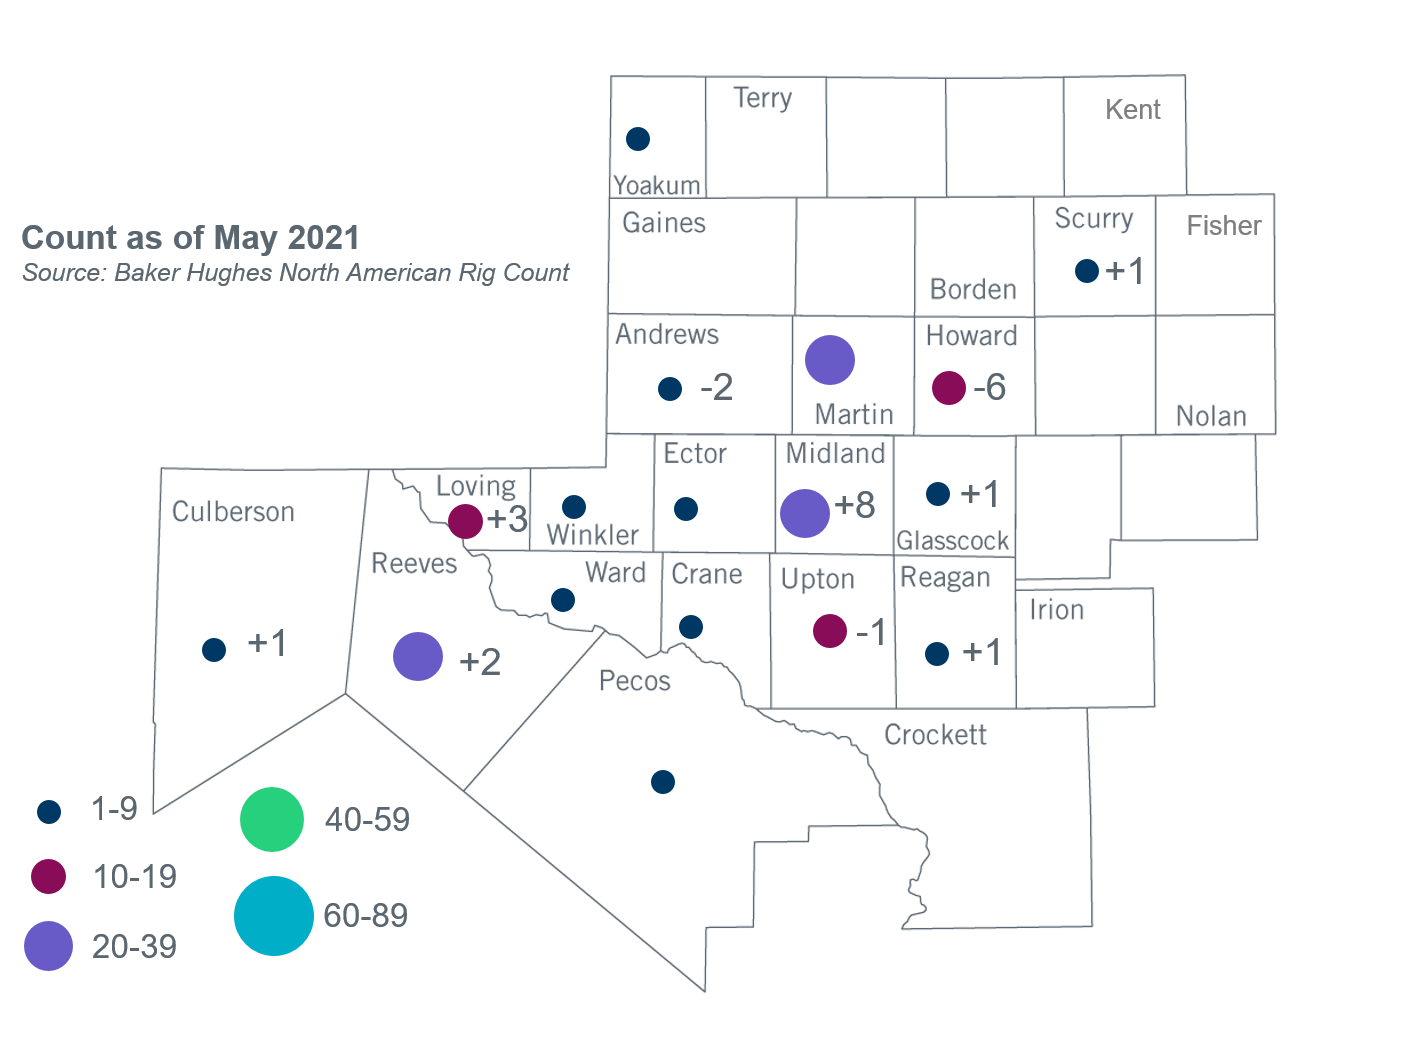 Terry
Kent
Yoakum
Count as of May 2021
Source: Baker Hughes North American Rig Count
Gaines
Scurry
Fisher
+1
Borden
Andrews
Howard
-2
-6
Martin
Nolan
Ector
Midland
Loving
+3
+8
+1
Culberson
Winkler
Glasscock
Reeves
Ward
Crane
Upton
Reagan
Irion
+1
+2
-1
+1
Pecos
Crockett
1-9
40-59
10-19
60-89
20-39